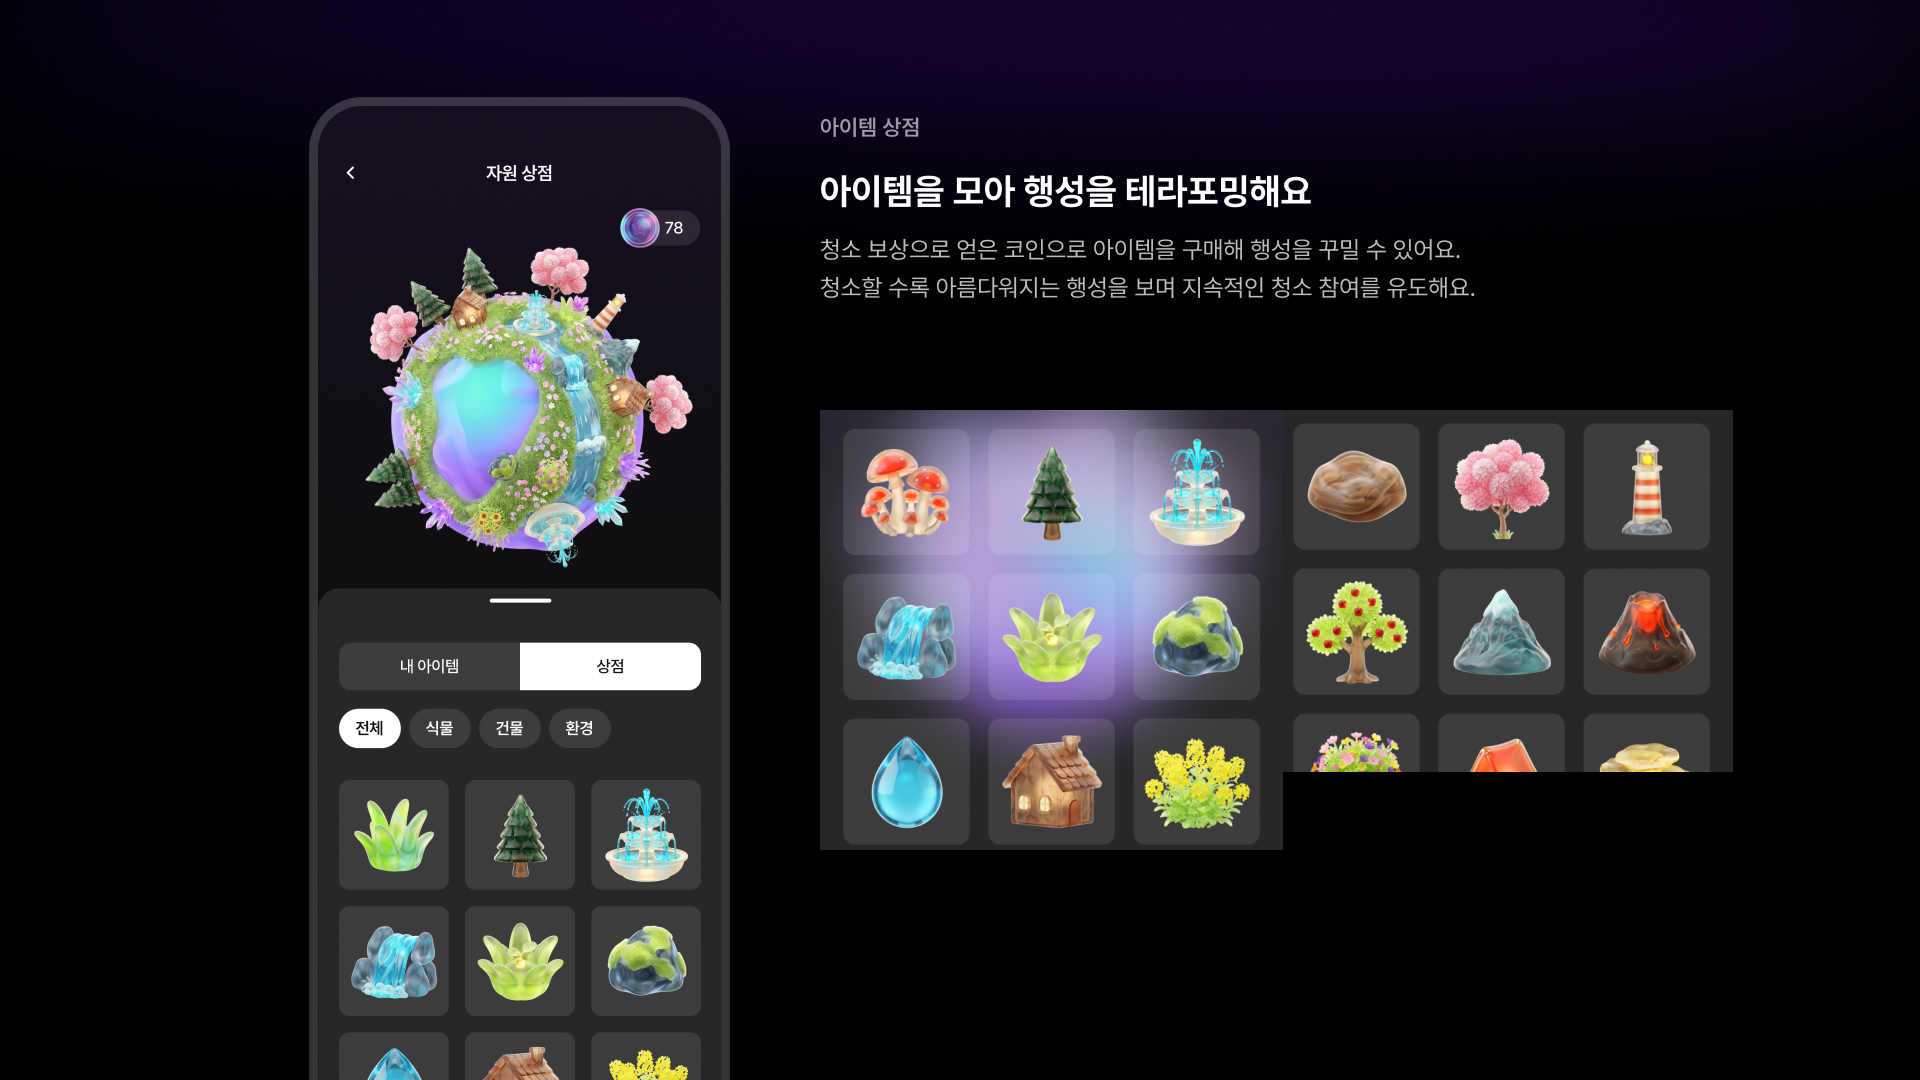 자원 상점
78
내 아이템
상점
전체
식물
건물
환경
아이템 상점
아이템을 모아 행성을 테라포밍해요
청소 보상으로 얻은 코인으로 아이템을 구매해 행성을 꾸밀 수 있어요.
청소할 수록 아름다워지는 행성을 보며 지속적인 청소 참여를 유도해요.